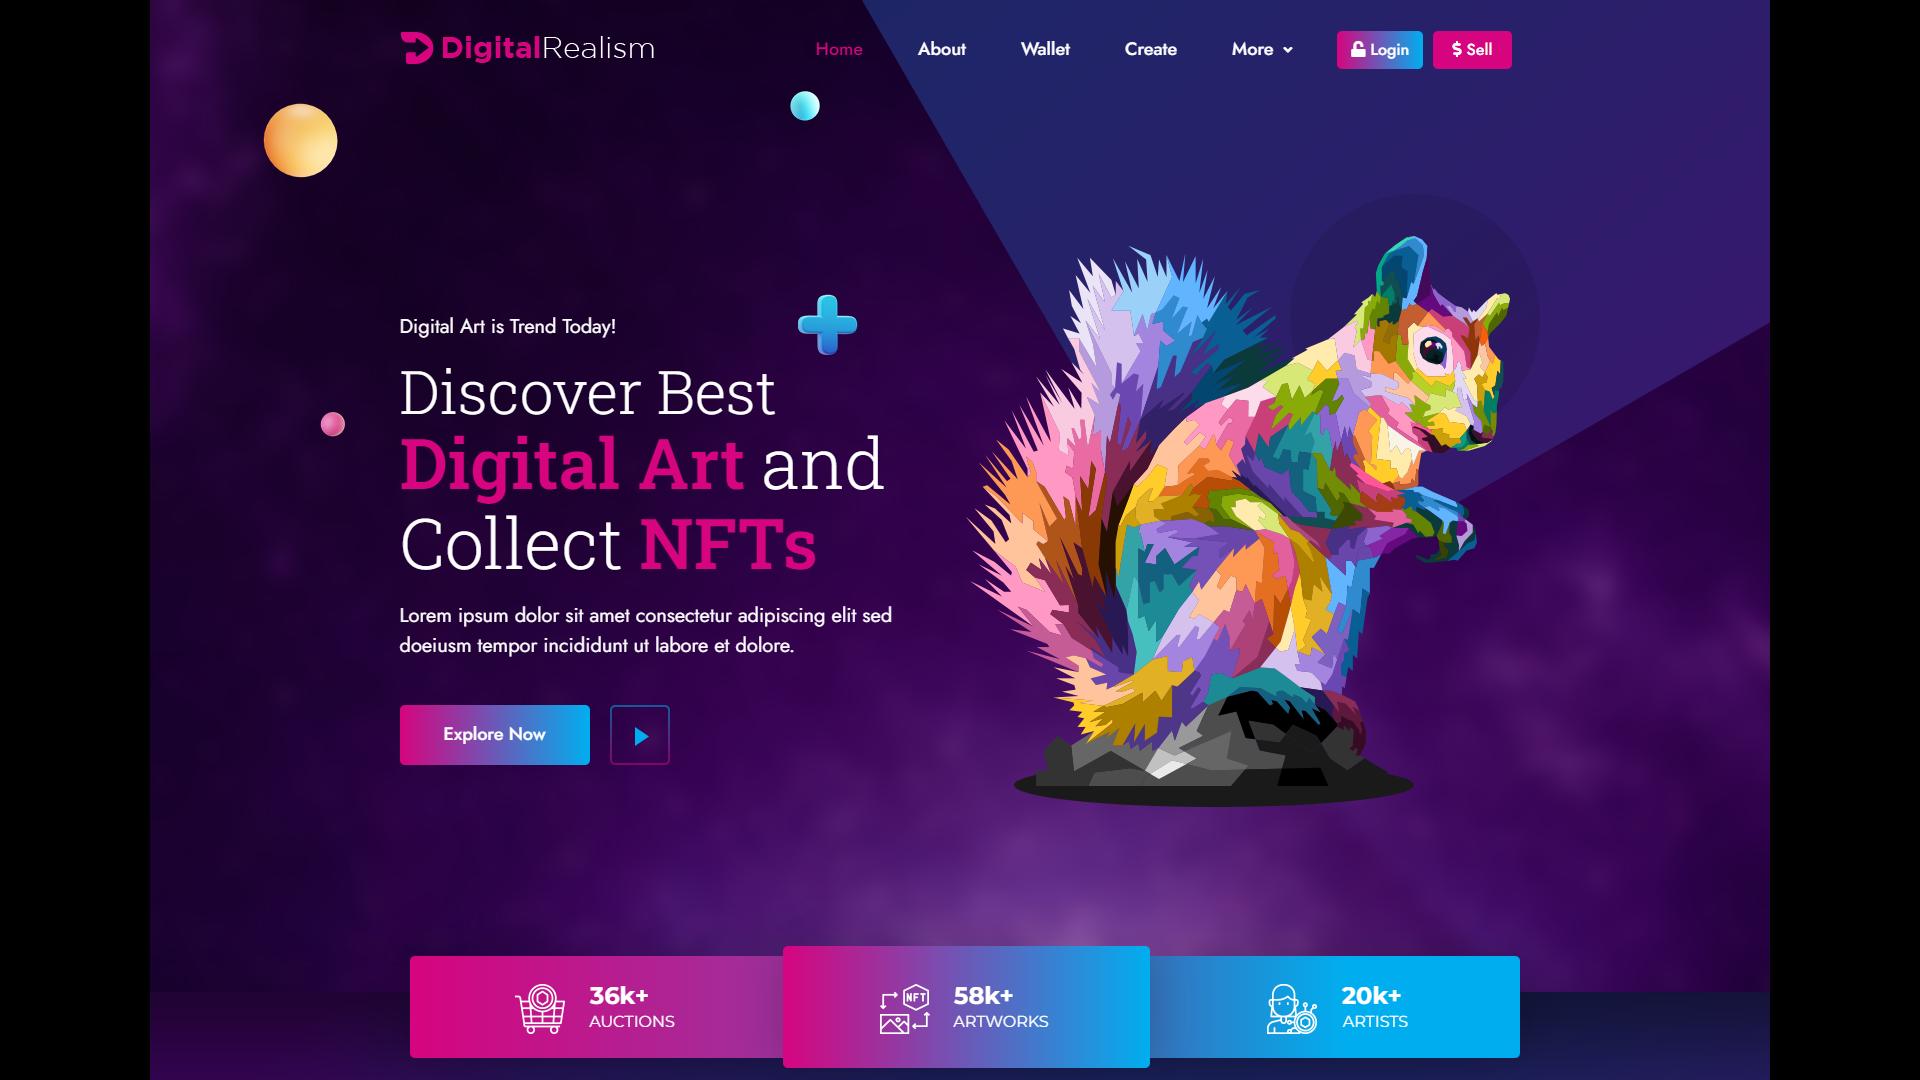 DigitalRealism
Home
About
Wallet
Create
More
Login
$ Sell
Digital Art is Trend Today!
Discover Best
Digital Art and
Collect NFTs
Lorem ipsum dolor sit amet consectetur adipiscing elit sed
doeiusm tempor incididunt ut labore et dolore.
Explore Now
36k+
AUCTIONS
NFT
58k+
ARTWORKS
20k+
ARTISTS